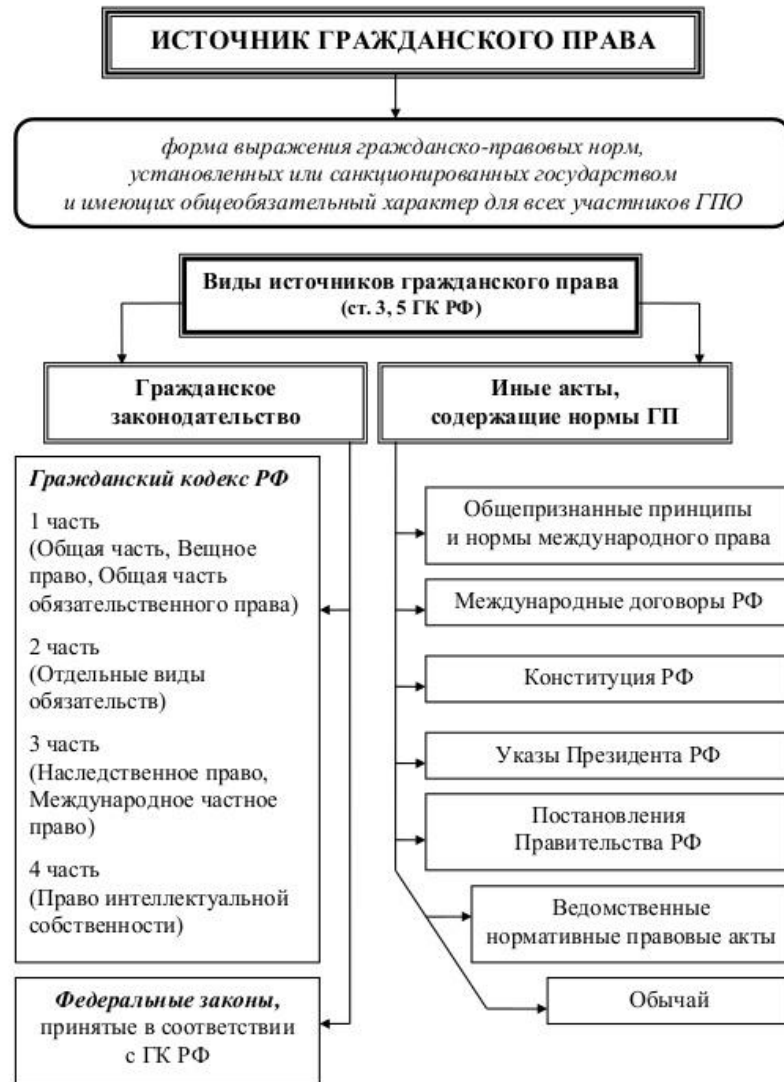 ИСТОЧНИК ГРАЖДАНСКОГО ПРАВА
форма выражения гражданско-правовых норм,
установленных или санкционированных государством
и имеющих общеобязательный характер для всех участников ГПО
Виды источников гражданского права
(ст. 3, 5 ГК РФ)
Гражданское
законодательство
Гражданский кодекс РФ
1 часть
(Общая часть, Вещное
право, Общая часть
обязательственного права)
2 часть
(Отдельные виды
обязательств)
3 часть
(Наследственное право,
Международное частное
право)
4 часть
(Право интеллектуальной
собственности)
Федеральные законы,
принятые в соответствии
с ГК РФ
Иные акты,
содержащие нормы ГП
Общепризнанные принципы
и нормы международного права
Международные договоры РФ
Конституция РФ
Указы Президента РФ
Постановления
Правительства РФ
Ведомственные
нормативные правовые акты
Обычай